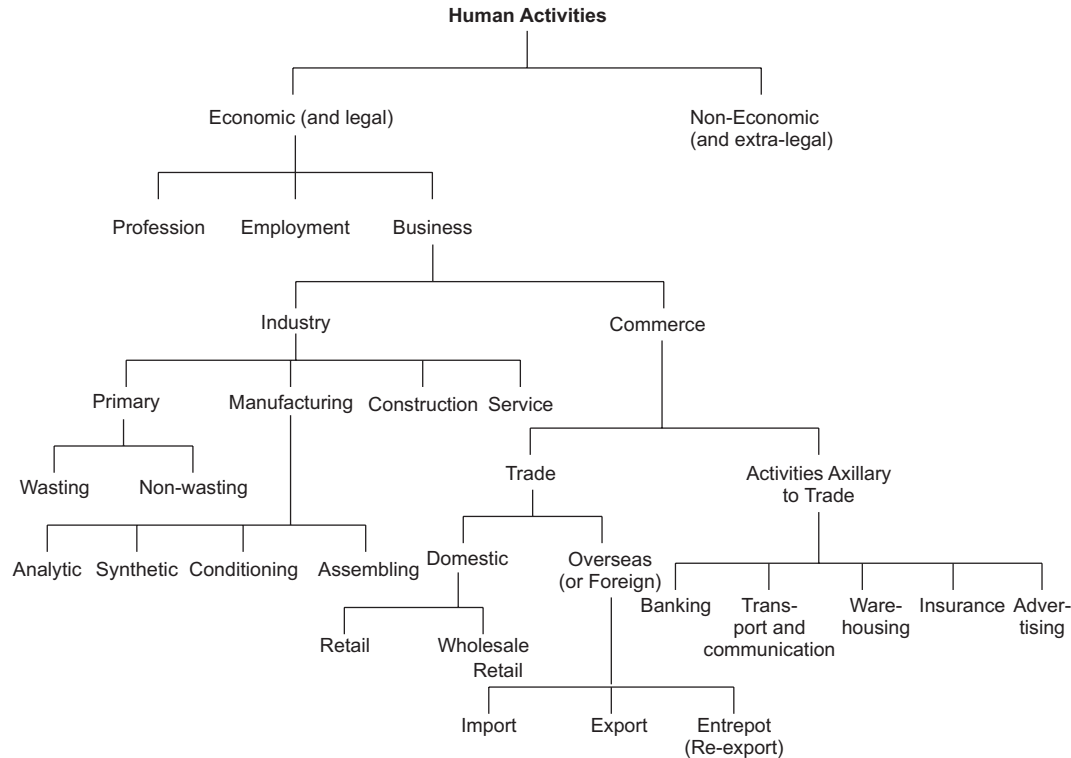 Human Activities
Economic (and legal)
Non-Economic
(and extra-legal)
Profession
Employment
Business
Industry
Commerce
Primary
Manufacturing
Construction
Service
Wasting
Non-wasting
Trade
Activities Axillary
to Trade
Analytic
Synthetic
Conditioning
Assembling
Domestic
Overseas
(or Foreign)
Banking
Trans-
port and
communication
Ware-
housing
Insurance
Adver-
tising
Retail
Wholesale
Retail
Import
Export
Entrepot
(Re-export)